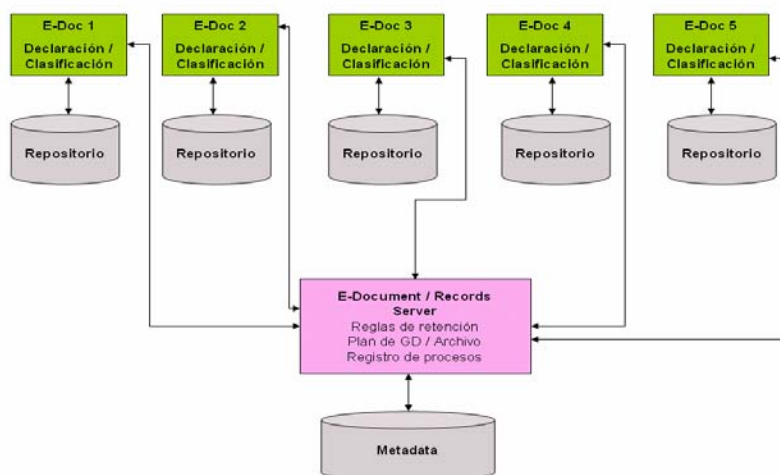 E-Doc 1
Declaración /
Clasificación
E-Doc 2
Declaración /
Clasificación
E-Doc 3
Declaración /
Clasificación
E-Doc 4
Declaración /
Clasificación
E-Doc 5
Declaración /
Clasificación
Repositorio
Repositorio
Repositorio
Repositorio
Repositorio
E-Document / Records
Server
Reglas de retención
Plan de GD / Archivo
Registro de procesos
Metadata